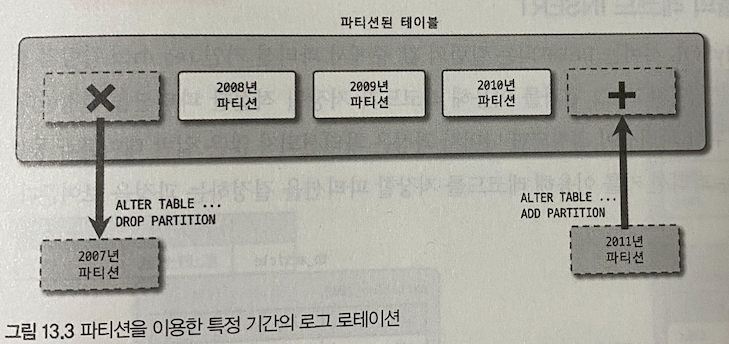 파티션된 테이블
2008년
파티션
2009년
파티션
2010년
파티션
ALTER TABLE ...
DROP PARTITION
ALTER TABLE ...
ADD PARTITION
2007년
파티션
2011년
파티션
그림 13.3 파티션을 이용한 특정 기간의 로그 로테이션